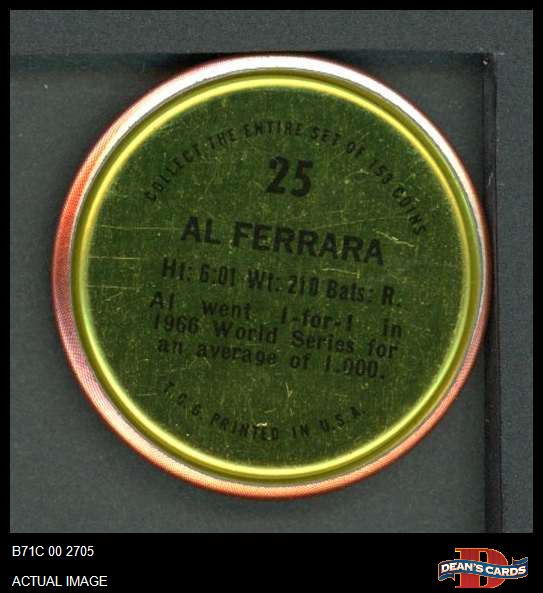 COLLECT THE ENTIRE SET OF 153 COINS
25
AL FERRARA
Ht: 6:01 Wt: 210 Bats: R.
Al went 1-for-1 in
1966 World Series for
an average of 1.000.
T.C.G. PRINTED IN U.S.A.
B71C 00 2705
ACTUAL IMAGE
D
DEAN'S CARDS